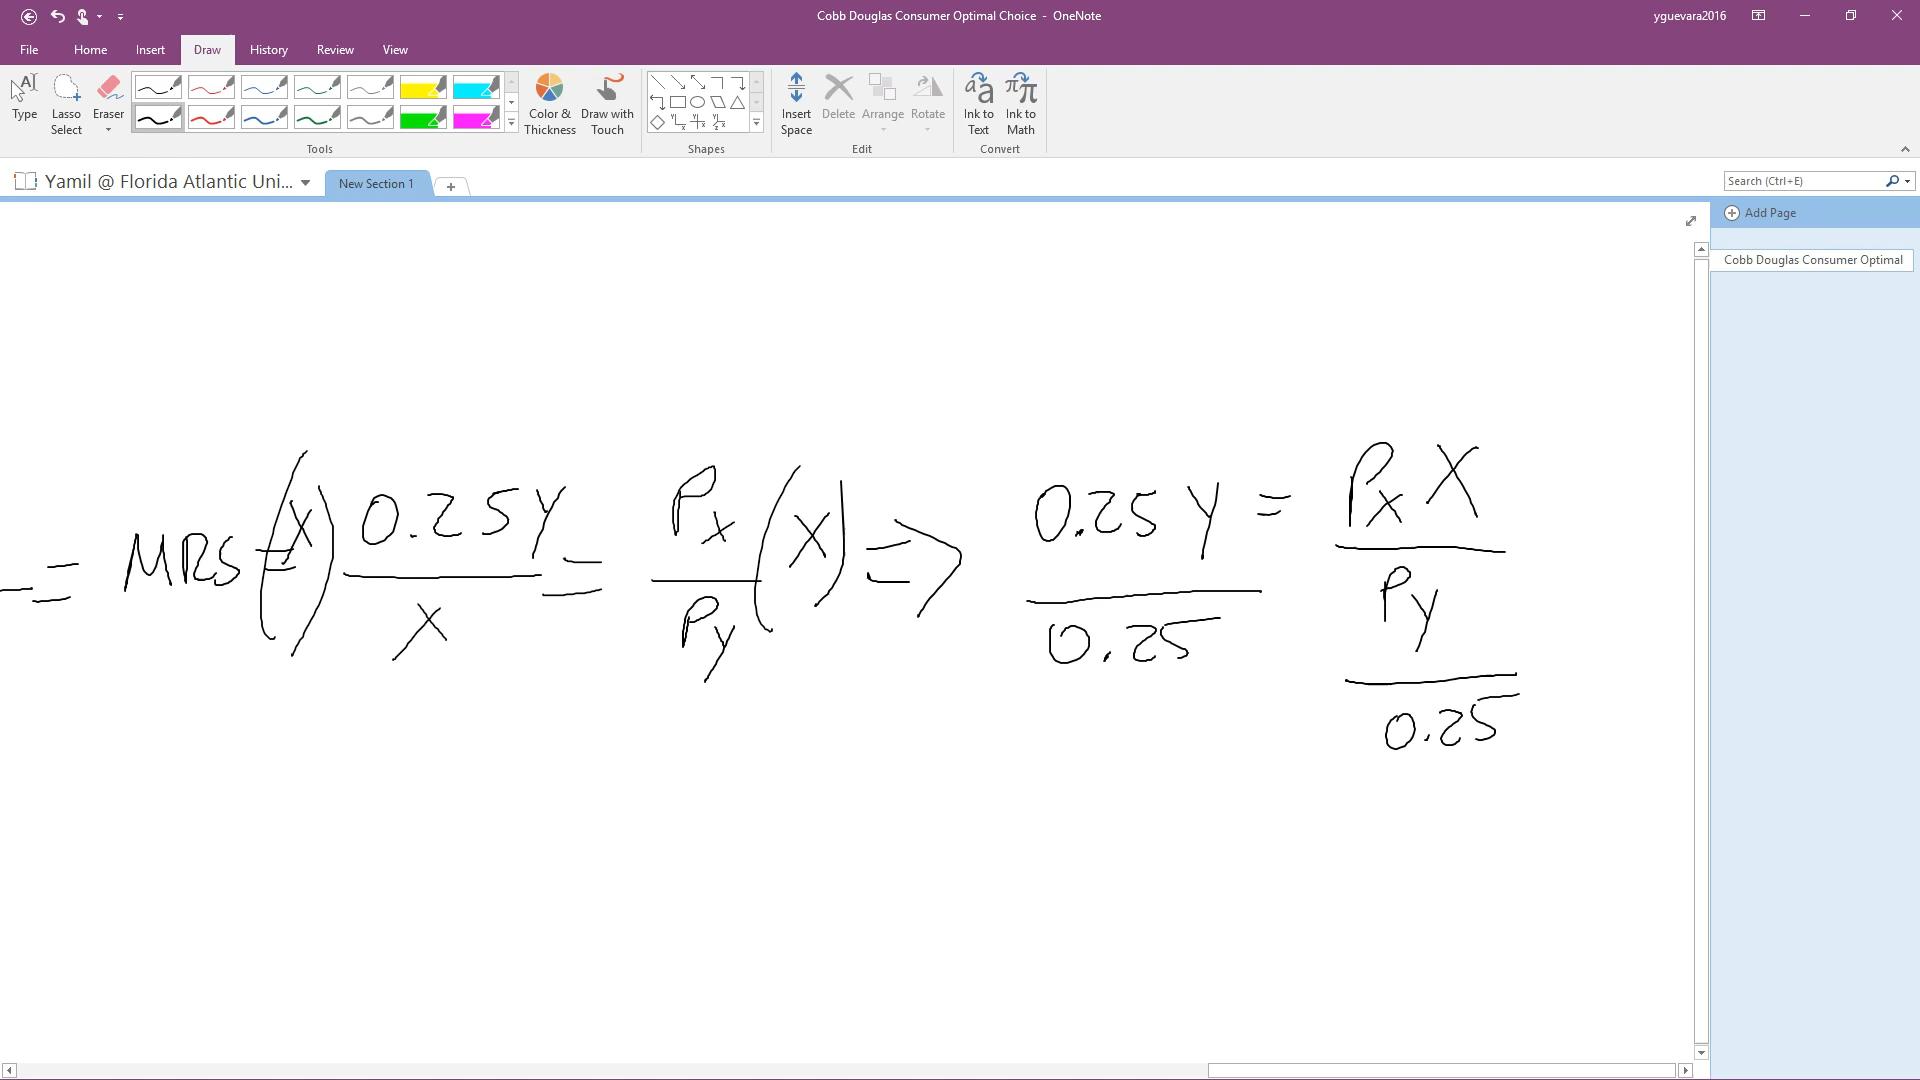 Cobb Douglas Consumer Optimal Choice - OneNote
yguevara2016
File Home Insert Draw History Review View
Type
Lasso Select
Eraser
Color & Thickness
Draw with Touch
Insert Space
Delete
Arrange
Rotate
Ink to Text
Ink to Math
Tools
Shapes
Edit
Convert
Yamil @ Florida Atlantic Uni...
New Section 1
Search (Ctrl+E)
Add Page
Cobb Douglas Consumer Optimal
= MRS = (X) 0.25Y / X = Px / Py (X) => 0.25Y / 0.25 = Px X / Py / 0.25